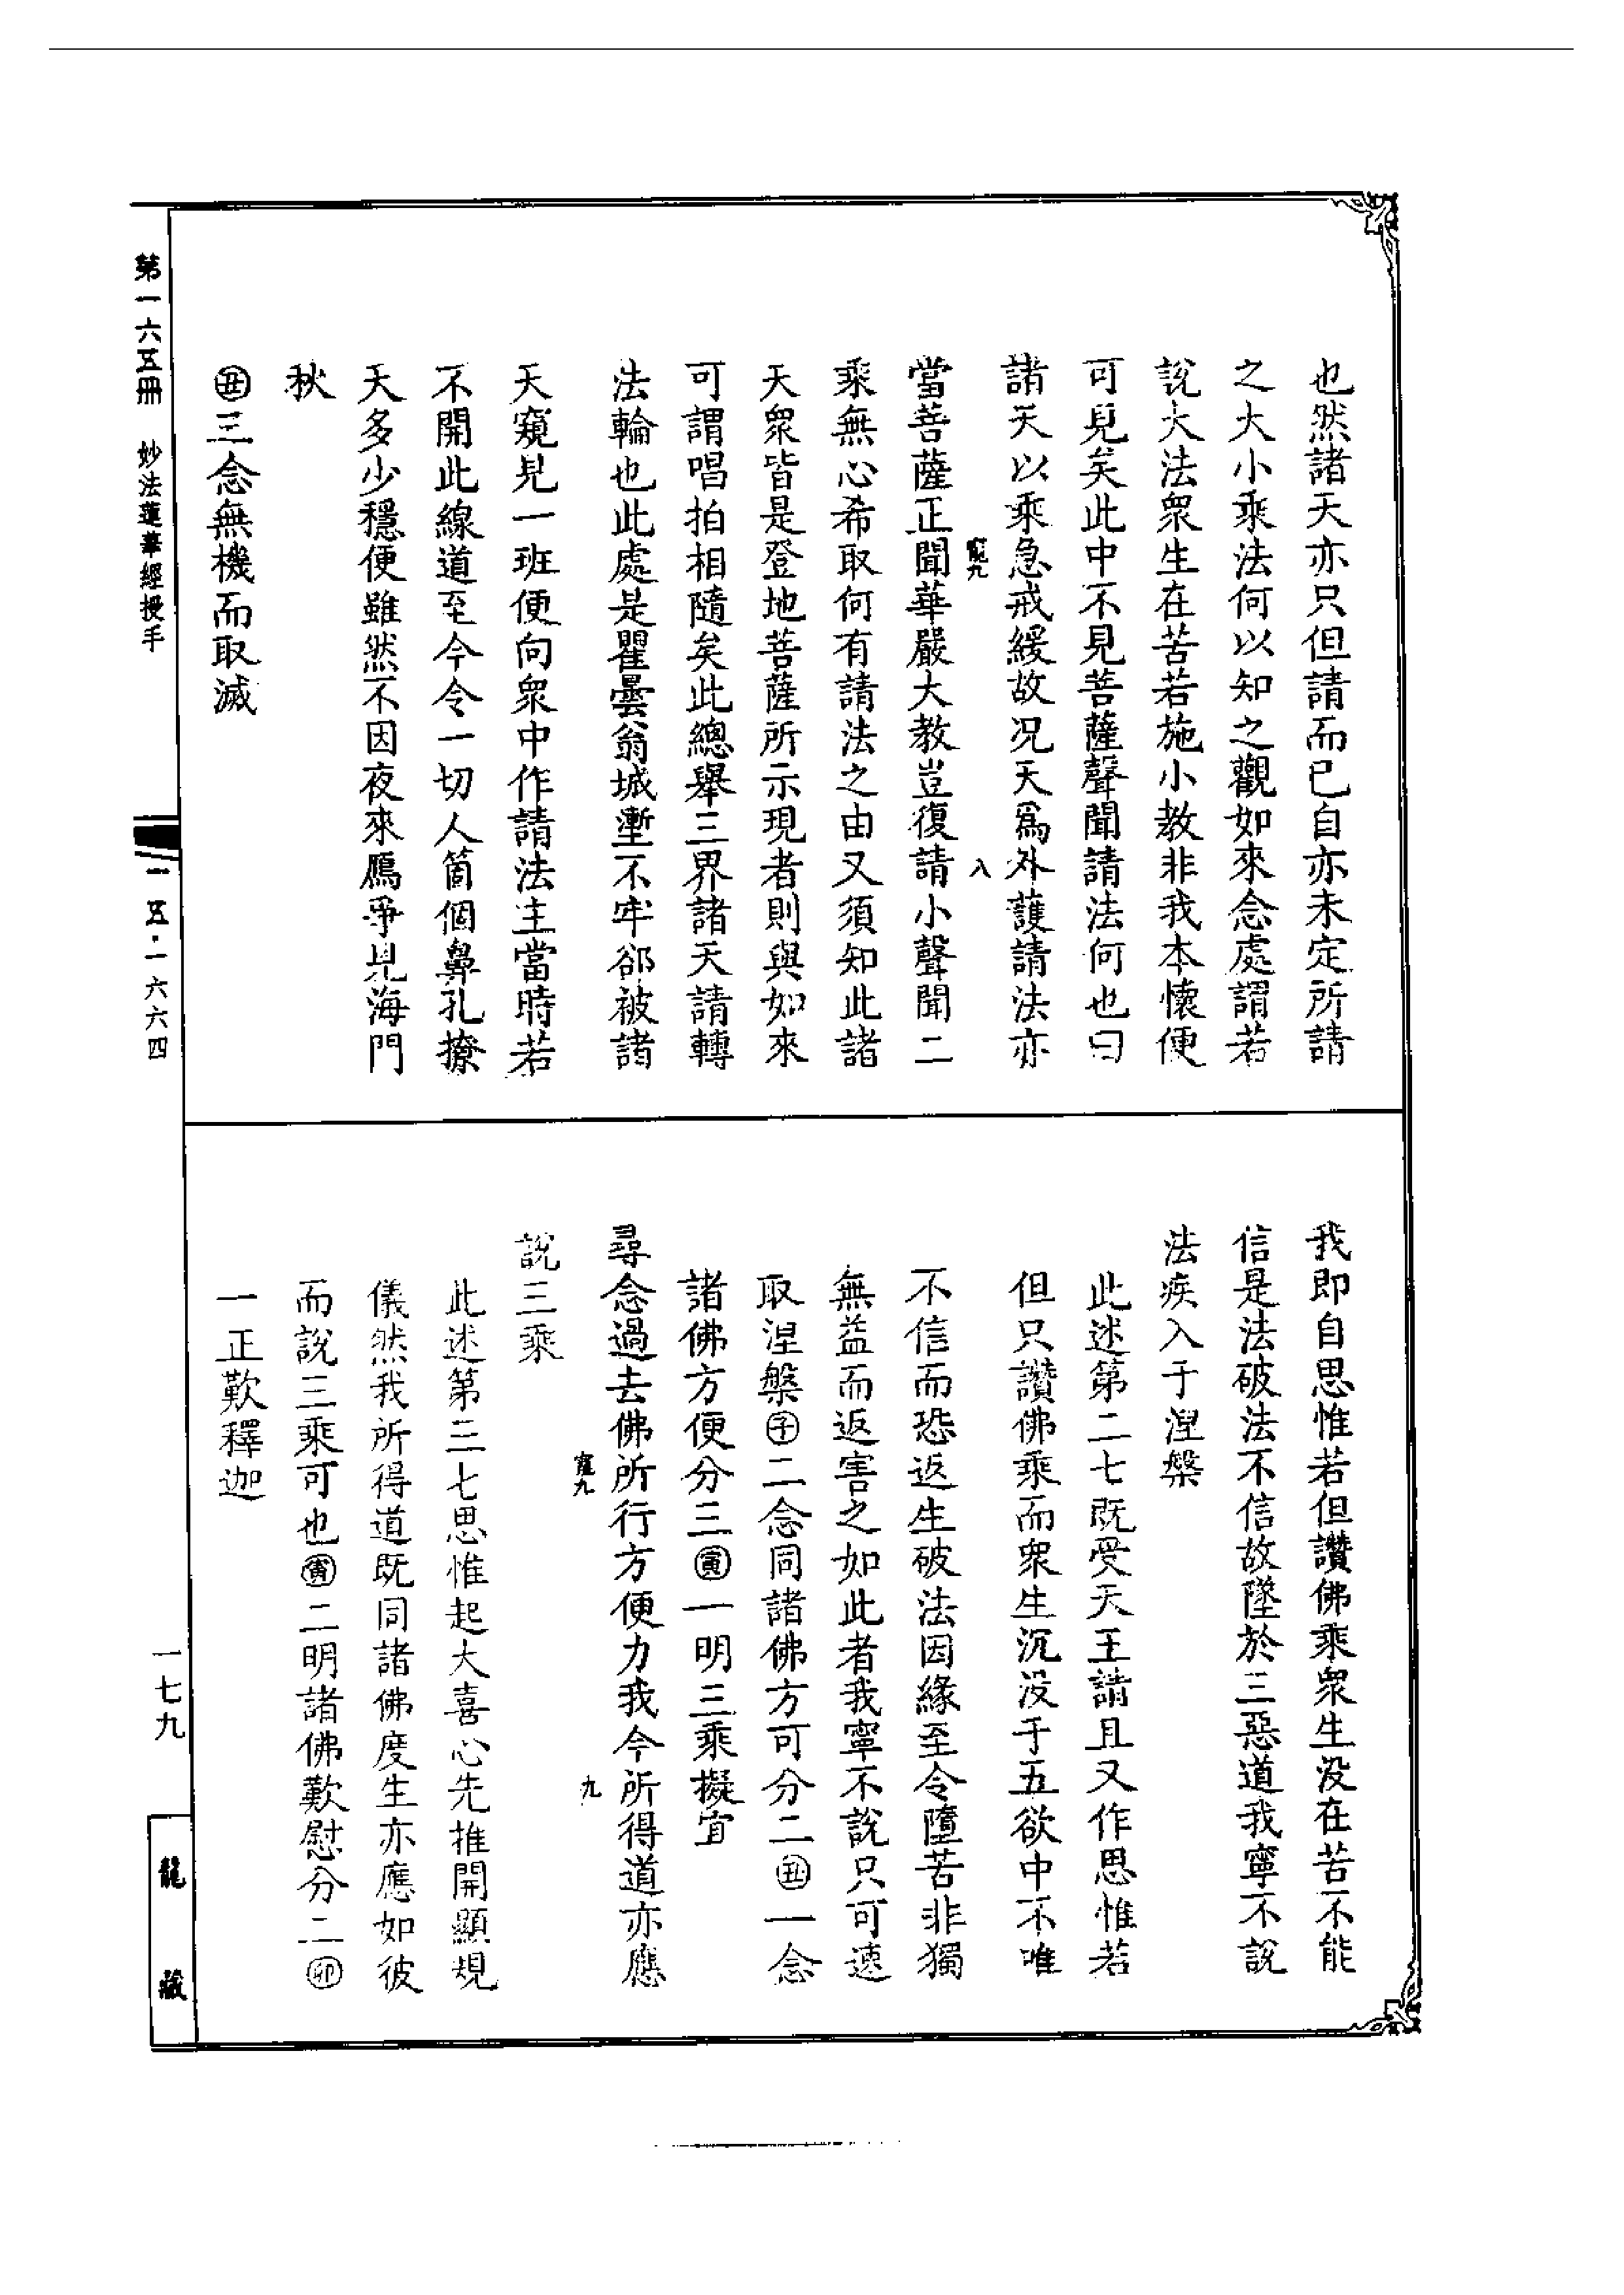 也然諸天亦只但請而已自亦未定所請
之大小乘法何以知之觀如來念處謂若
說大法衆生在苦若施小教非我本懷便
可見矣此中不見菩薩聲聞請法何也曰
諸天以乘急戒緩故况天爲外護請法亦
當菩薩正聞華嚴大教豈復請小聲聞二
乘無心希取何有請法之由又須知此諸
天衆皆是登地菩薩所示現者則與如來
可謂唱拍相隨矣此總舉三界諸天請轉
法輪也此處是瞿曇翁城壍不牢郤被諸
天窺見一班便向衆中作請法主當時若
不開此線道至今令一切人箇個鼻孔撩
天多少穩便雖然不因夜來鴈爭見海門
秋
㊄三念無機而取滅
我即自思惟若但讚佛乘衆生没在苦不能
信是法破法不信故墜於三惡道我寧不說
法疾入于涅槃
此述第二七既受天王請且又作思惟若
但只讚佛乘而衆生沉没于五欲中不唯
不信而恐返生破法因緣至令墮苦非獨
無益而返害之如此者我寧不說只可速
取涅槃子二念同諸佛方可分二丑一念
諸佛方便分三寅一明三乘擬宜
尋念過去佛所行方便力我今所得道亦應
九
說三乘
此述第三七思惟起大喜心先推開顯規
儀然我所得道既同諸佛度生亦應如彼
而說三乘可也寅二明諸佛歎慰分二卯
一正歎釋迦
第一六五冊 妙法蓮華經授手
一五·一六六四
一七九
龍藏